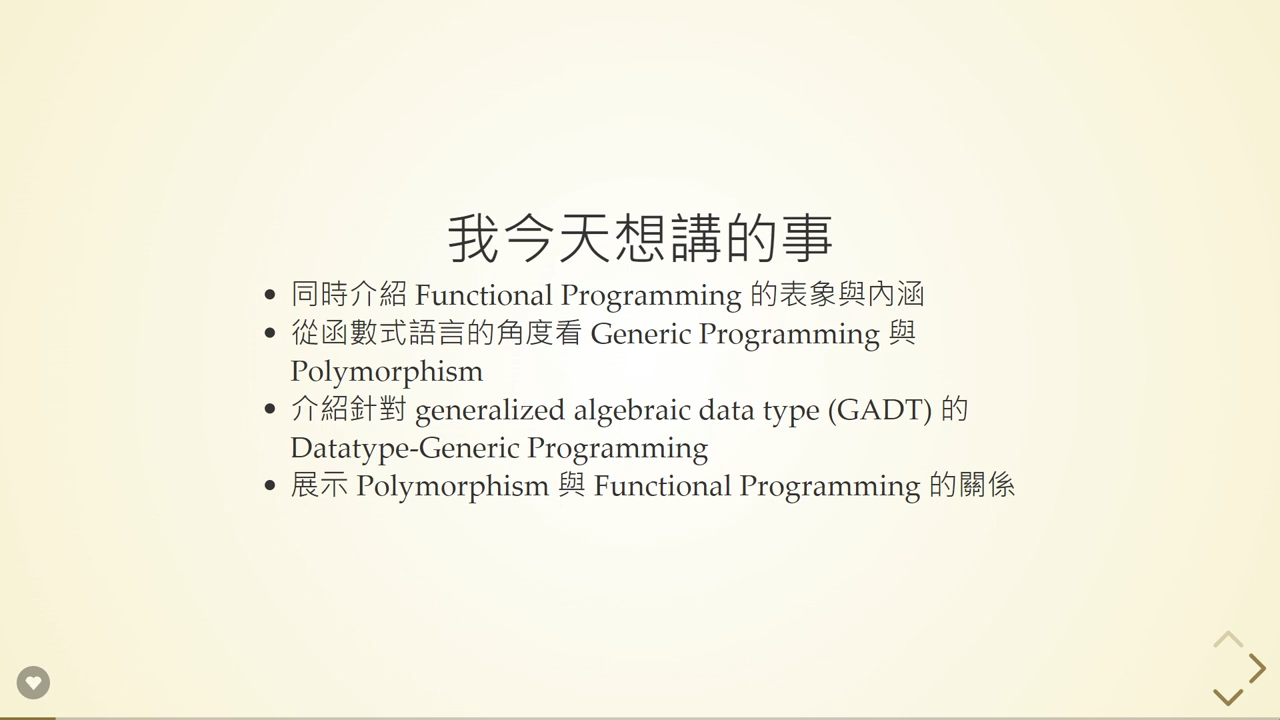 我今天想講的事
• 同時介紹 Functional Programming 的表象與內涵
• 從函數式語言的角度看 Generic Programming 與
Polymorphism
• 介紹針對 generalized algebraic data type (GADT) 的
Datatype-Generic Programming
• 展示 Polymorphism 與 Functional Programming 的關係